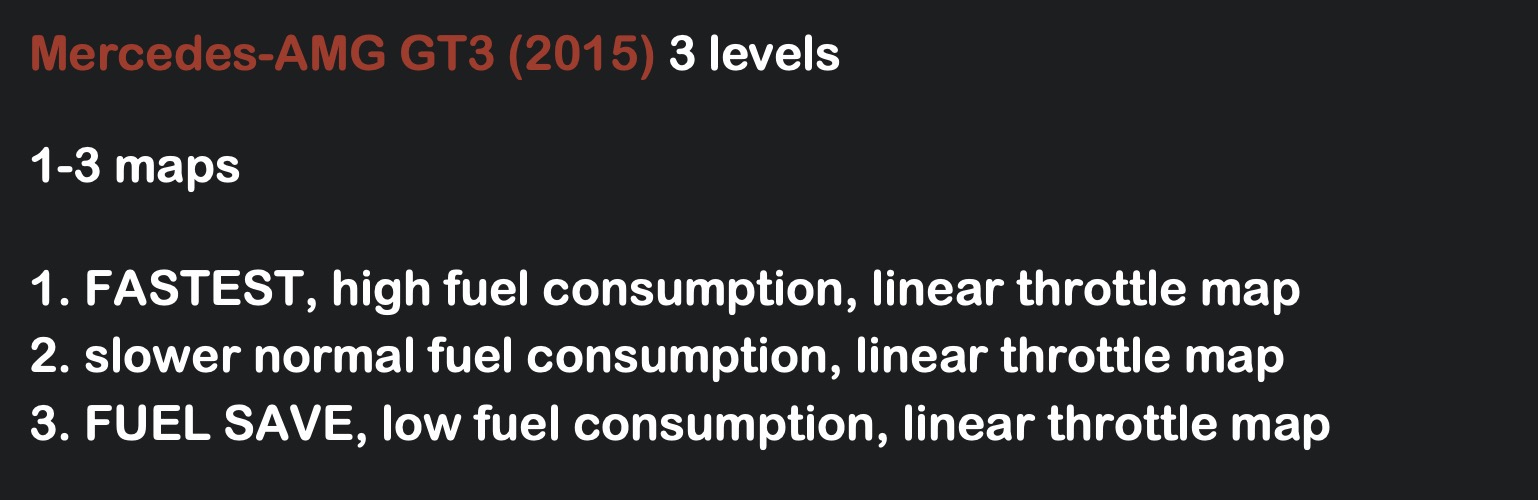 Mercedes-AMG GT3 (2015) 3 levels
1-3 maps
1. FASTEST, high fuel consumption, linear throttle map
2. slower normal fuel consumption, linear throttle map
3. FUEL SAVE, low fuel consumption, linear throttle map